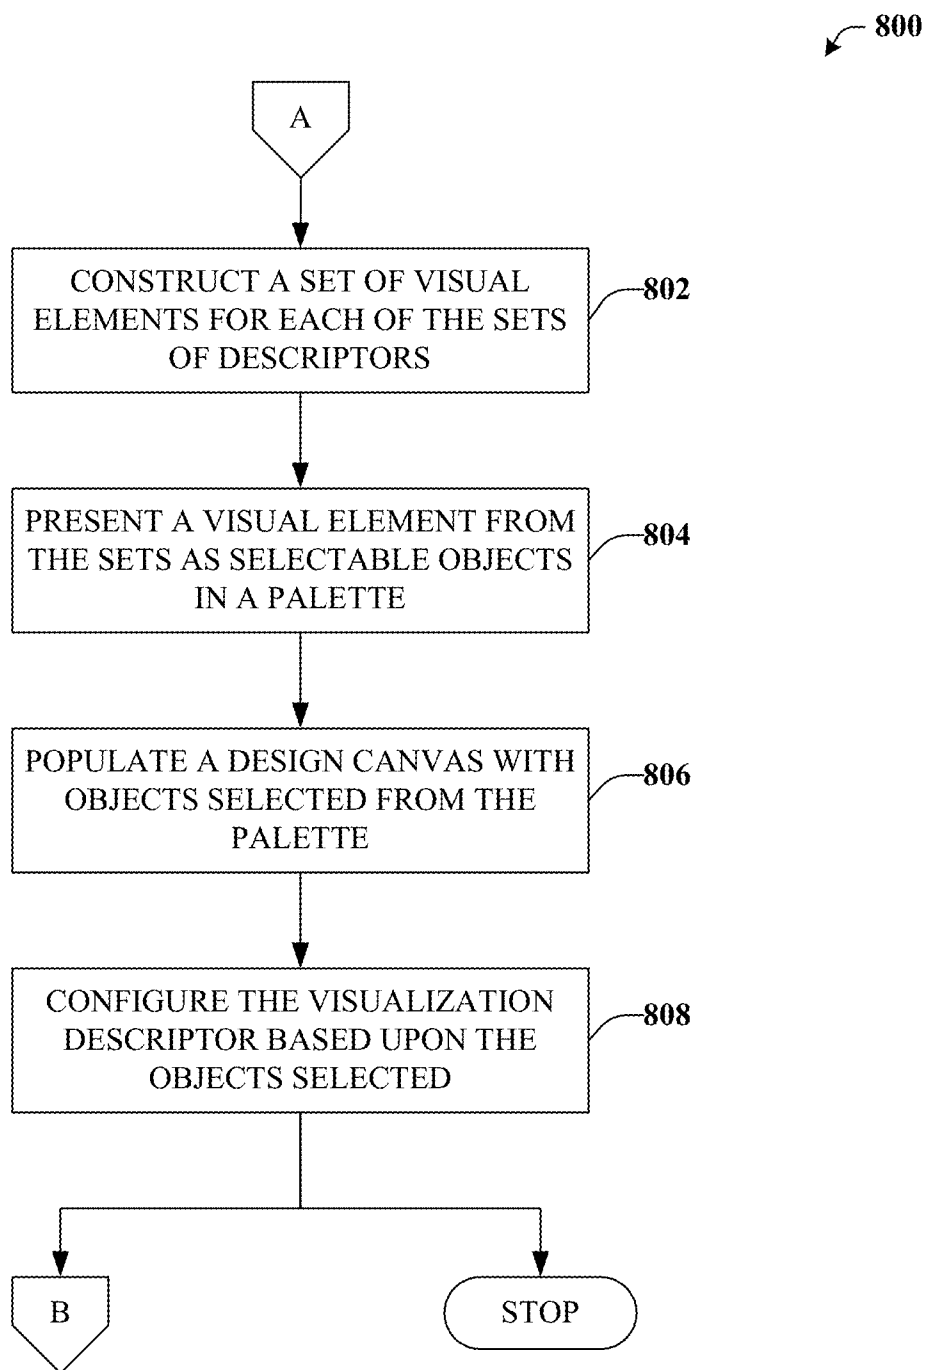 800
A
CONSTRUCT A SET OF VISUAL
ELEMENTS FOR EACH OF THE SETS
OF DESCRIPTORS
802
PRESENT A VISUAL ELEMENT FROM
THE SETS AS SELECTABLE OBJECTS
IN A PALETTE
804
POPULATE A DESIGN CANVAS WITH
OBJECTS SELECTED FROM THE
PALETTE
806
CONFIGURE THE VISUALIZATION
DESCRIPTOR BASED UPON THE
OBJECTS SELECTED
808
B
STOP